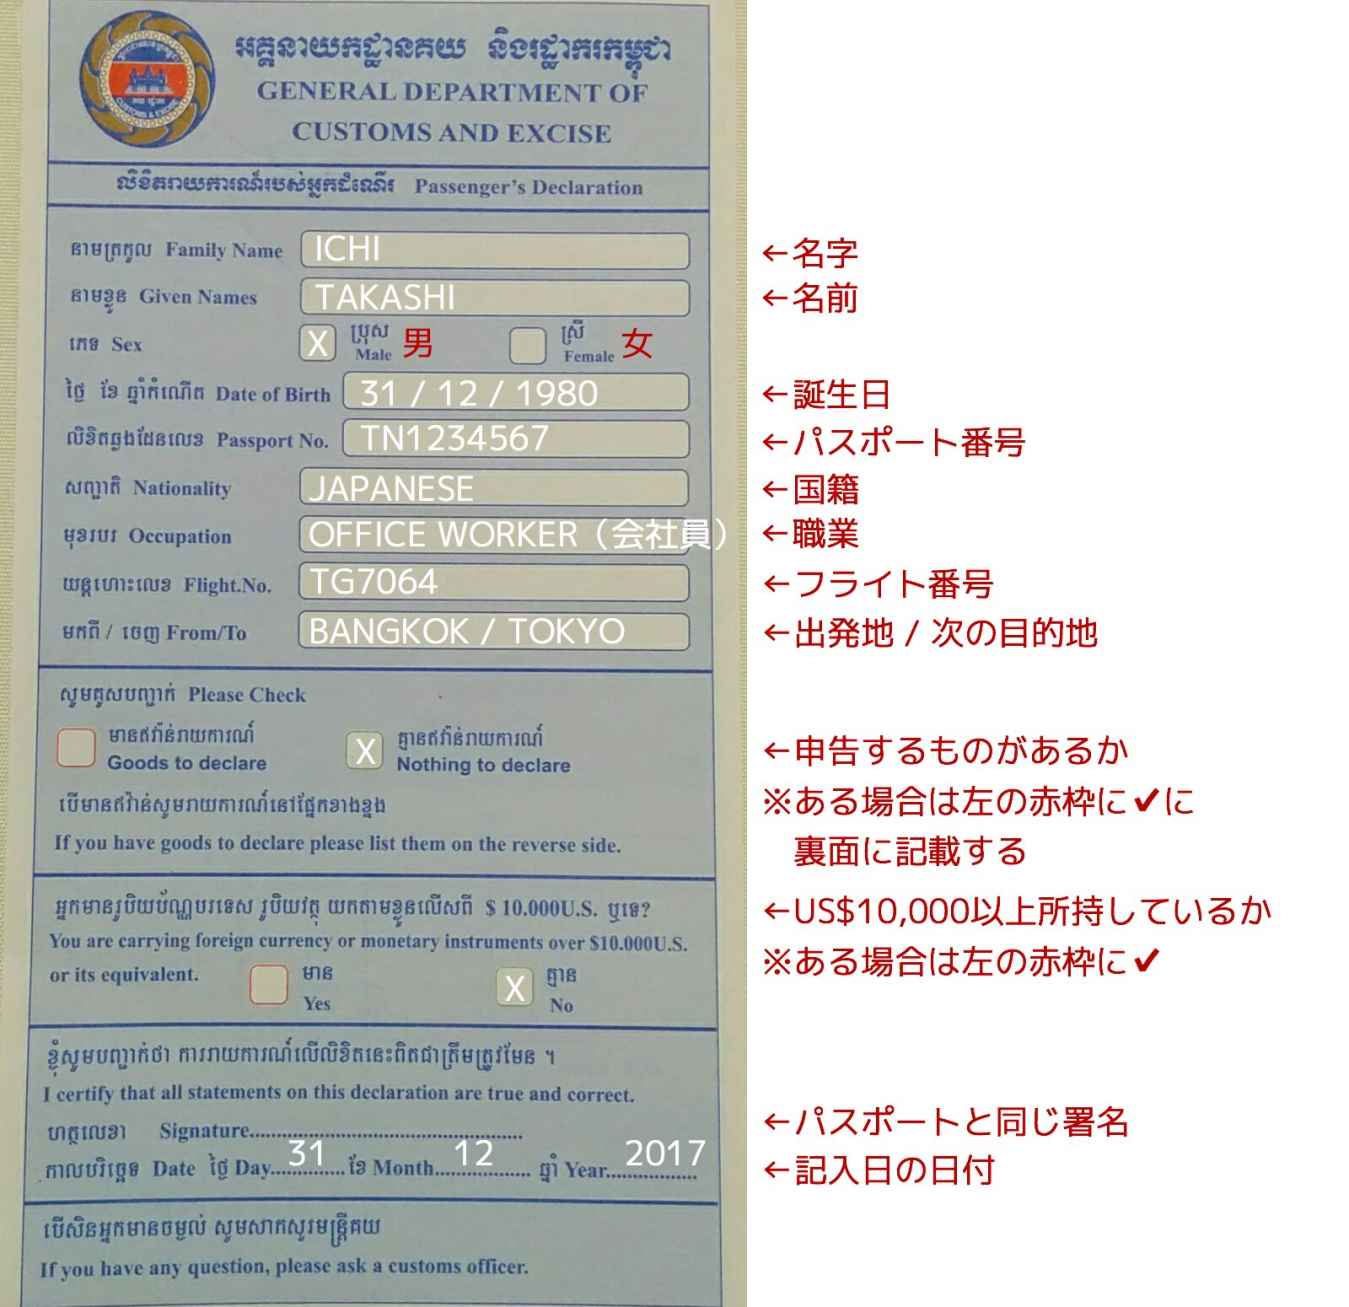 អគ្គនាយកដ្ឋានគយ និងរដ្ឋាករកម្ពុជា
GENERAL DEPARTMENT OF
CUSTOMS AND EXCISE
CUSTOMS & EXCISE
លិខិតរាយការណ៍របស់អ្នកដំណើរ Passenger's Declaration
នាមត្រកូល Family Name ICHI ←名字
នាមខ្លួន Given Names TAKASHI ←名前
ភេទ Sex X ប្រុស Male 男 ស្រី Female 女
ថ្ងៃ ខែ ឆ្នាំកំណើត Date of Birth 31 / 12 / 1980 ←誕生日
លិខិតឆ្លងដែនលេខ Passport No. TN1234567 ←パスポート番号
សញ្ជាតិ Nationality JAPANESE ←国籍
មុខរបរ Occupation OFFICE WORKER（会社員） ←職業
យន្តហោះលេខ Flight.No. TG7064 ←フライト番号
មកពី / ចេញ From/To BANGKOK / TOKYO ←出発地 / 次の目的地
សូមគូសបញ្ជាក់ Please Check
មានឥវ៉ាន់រាយការណ៍ X គ្មានឥវ៉ាន់រាយការណ៍ ←申告するものがあるか
Goods to declare Nothing to declare
បើមានឥវ៉ាន់សូមរាយការណ៍នៅផ្នែកខាងខ្នង ※ある場合は左の赤枠に✔に
If you have goods to declare please list them on the reverse side. 裏面に記載する
អ្នកមានរូបិយប័ណ្ណបរទេស រូបិយវត្ថុ យកតាមខ្លួនលើសពី $ 10.000U.S. ឬទេ? ←US$10,000以上所持しているか
You are carrying foreign currency or monetary instruments over $10.000U.S.
or its equivalent. មាន Yes X គ្មាន No ※ある場合は左の赤枠に✔
ខ្ញុំសូមបញ្ជាក់ថា ការរាយការណ៍លើលិខិតនេះពិតជាត្រឹមត្រូវមែន ។
I certify that all statements on this declaration are true and correct.
ហត្ថលេខា Signature.................................................. ←パスポートと同じ署名
កាលបរិច្ឆេទ Date ថ្ងៃ Day 31 ខែ Month 12 ឆ្នាំ Year 2017 ←記入日の日付
បើសិនអ្នកមានចម្ងល់ សូមសាកសួរមន្ត្រីគយ
If you have any question, please ask a customs officer.